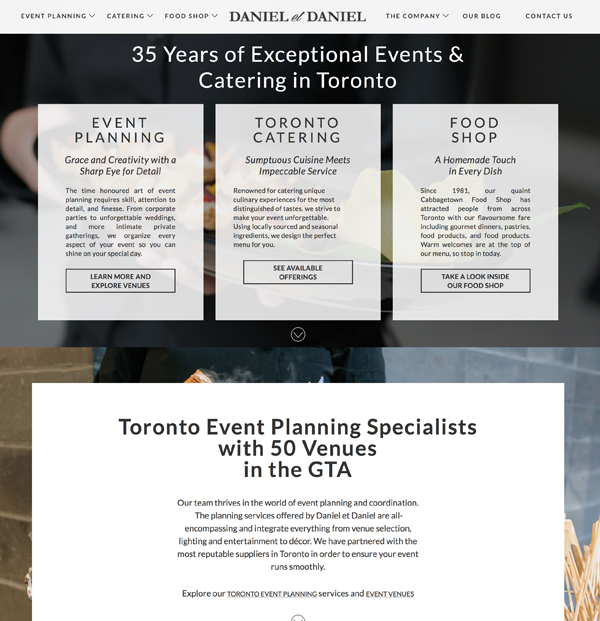 EVENT PLANNING CATERING FOOD SHOP DANIEL et DANIEL THE COMPANY OUR BLOG CONTACT US
35 Years of Exceptional Events &
Catering in Toronto
EVENT
PLANNING
Grace and Creativity with a
Sharp Eye for Detail
The time honoured art of event
planning requires skill, attention to
detail, and finesse. From corporate
parties to unforgettable weddings,
and more intimate private
gatherings, we organize every
aspect of your event so you can
shine on your special day.
LEARN MORE AND
EXPLORE VENUES
TORONTO
CATERING
Sumptuous Cuisine Meets
Impeccable Service
Renowned for catering unique
culinary experiences for the most
distinguished of tastes, we strive to
make your event unforgettable.
Using locally sourced and seasonal
ingredients, we design the perfect
menu for you.
SEE AVAILABLE
OFFERINGS
FOOD
SHOP
A Homemade Touch
in Every Dish
Since 1981, our quaint
Cabbagetown Food Shop has
attracted people from across
Toronto with our flavoursome fare
including gourmet dinners, pastries,
food products, and food products.
Warm welcomes are at the top of
our menu, so stop in today.
TAKE A LOOK INSIDE
OUR FOOD SHOP
Toronto Event Planning Specialists
with 50 Venues
in the GTA
Our team thrives in the world of event planning and coordination.
The planning services offered by Daniel et Daniel are all-
encompassing and integrate everything from venue selection,
lighting and entertainment to décor. We have partnered with the
most reputable suppliers in Toronto in order to ensure your event
runs smoothly.
Explore our TORONTO EVENT PLANNING services and EVENT VENUES